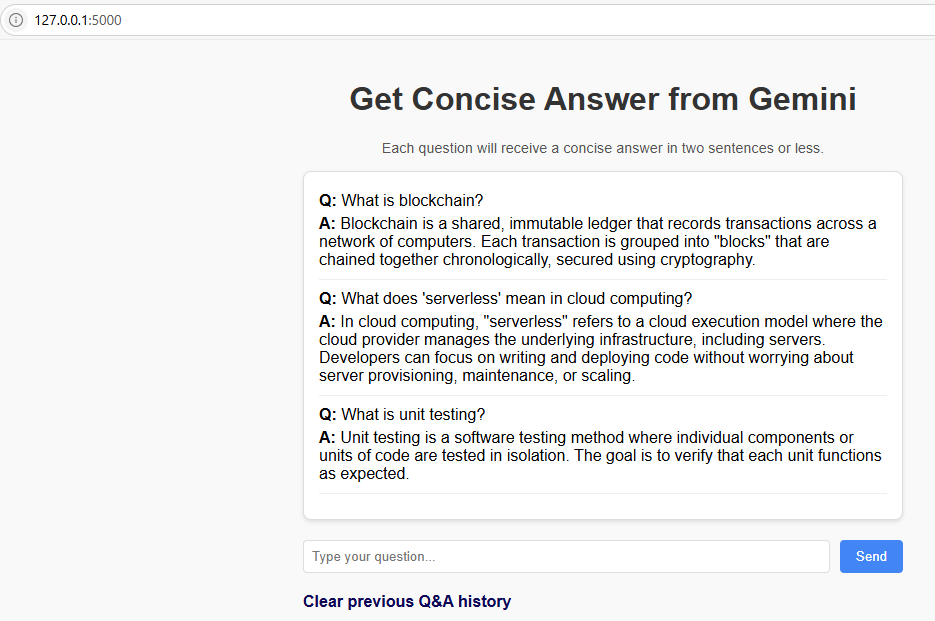 127.0.0.1:5000
Get Concise Answer from Gemini
Each question will receive a concise answer in two sentences or less.
Q: What is blockchain?
A: Blockchain is a shared, immutable ledger that records transactions across a
network of computers. Each transaction is grouped into "blocks" that are
chained together chronologically, secured using cryptography.
Q: What does 'serverless' mean in cloud computing?
A: In cloud computing, "serverless" refers to a cloud execution model where the
cloud provider manages the underlying infrastructure, including servers.
Developers can focus on writing and deploying code without worrying about
server provisioning, maintenance, or scaling.
Q: What is unit testing?
A: Unit testing is a software testing method where individual components or
units of code are tested in isolation. The goal is to verify that each unit functions
as expected.
Type your question...
Send
Clear previous Q&A history